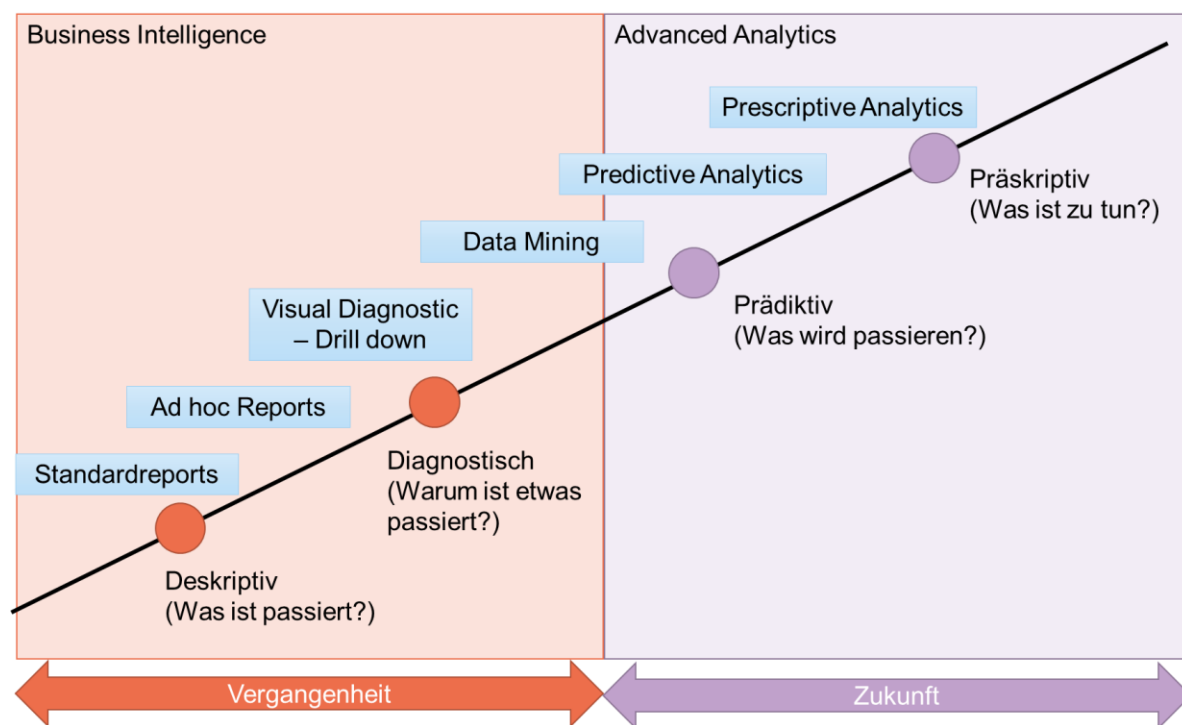 Business Intelligence
Advanced Analytics
Prescriptive Analytics
Predictive Analytics
Präskriptiv
(Was ist zu tun?)
Data Mining
Visual Diagnostic
– Drill down
Prädiktiv
(Was wird passieren?)
Ad hoc Reports
Standardreports
Diagnostisch
(Warum ist etwas
passiert?)
Deskriptiv
(Was ist passiert?)
Vergangenheit
Zukunft